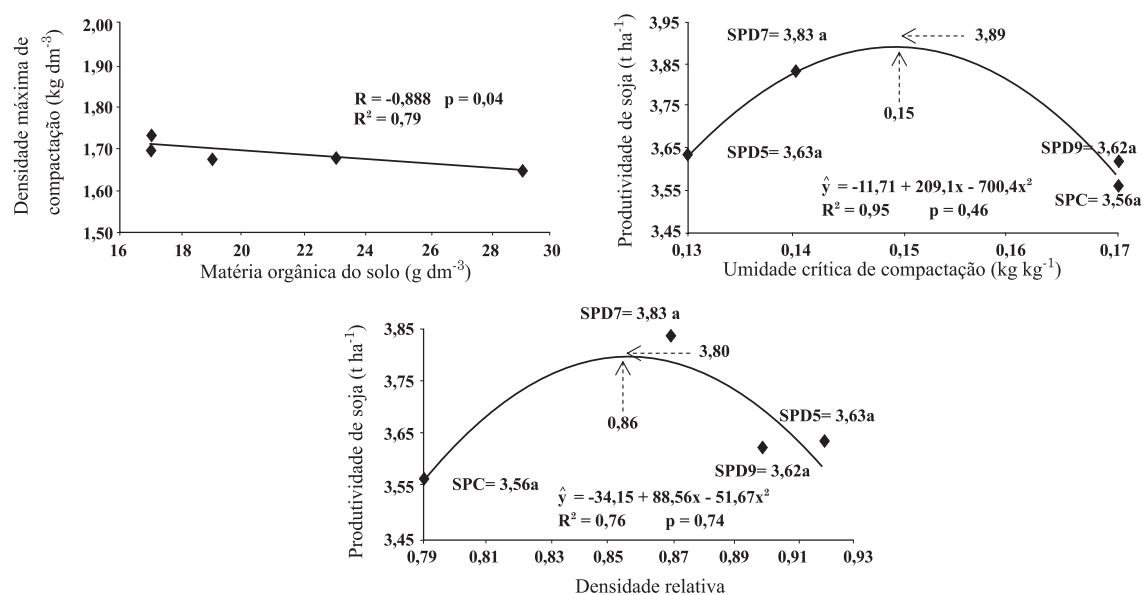 Densidade máxima de
compactação (kg dm⁻³)
2,00
1,90
1,80
1,70
1,60
1,50
R = -0,888 p = 0,04
R² = 0,79
16 18 20 22 24 26 28 30
Matéria orgânica do solo (g dm⁻³)
Produtividade de soja (t ha⁻¹)
3,95
3,85
3,75
3,65
3,55
3,45
SPD7= 3,83 a
3,89
0,15
SPD5= 3,63a
SPD9= 3,62a
ŷ = -11,71 + 209,1x - 700,4x²
R² = 0,95 p = 0,46
SPC= 3,56a
0,13 0,14 0,15 0,16 0,17
Umidade crítica de compactação (kg kg⁻¹)
Produtividade de soja (t ha⁻¹)
3,85
3,75
3,65
3,55
3,45
SPD7= 3,83 a
3,80
0,86
SPD5= 3,63a
SPD9= 3,62a
SPC= 3,56a
ŷ = -34,15 + 88,56x - 51,67x²
R² = 0,76 p = 0,74
0,79 0,81 0,83 0,85 0,87 0,89 0,91 0,93
Densidade relativa